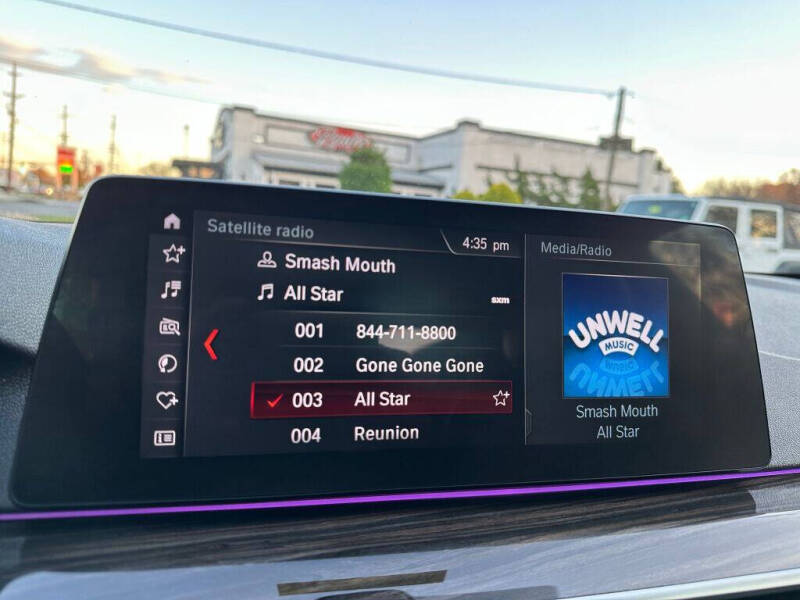 Satellite radio
4:35 pm
Smash Mouth
All Star
sxm
001 844-711-8800
002 Gone Gone Gone
003 All Star
004 Reunion
Media/Radio
UNWELL
MUSIC
Smash Mouth
All Star